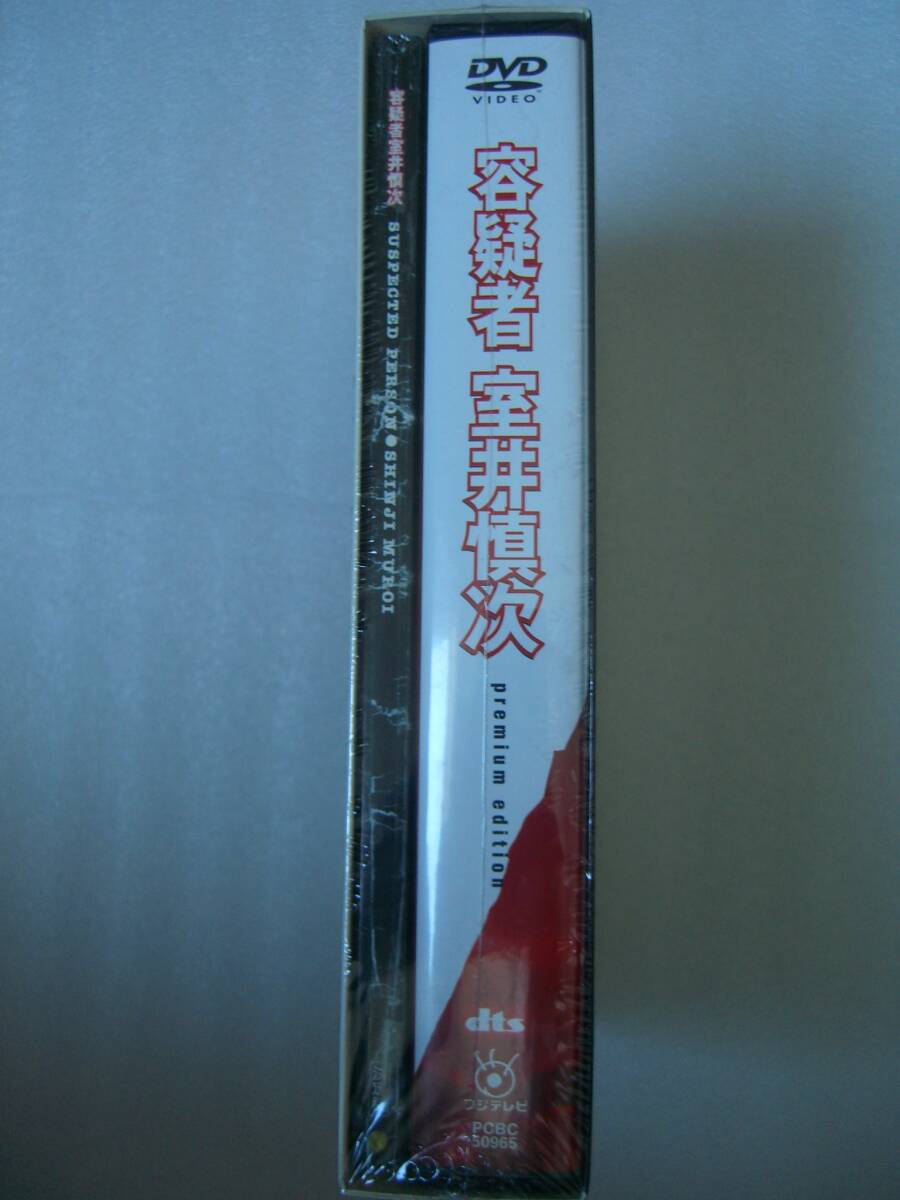 容疑者室井慎次
SUSPECTED PERSON●SHINJI MUROI
DVD
VIDEO
容疑者 室井慎次
premium edition
dts
フジテレビ
PCBC
50965